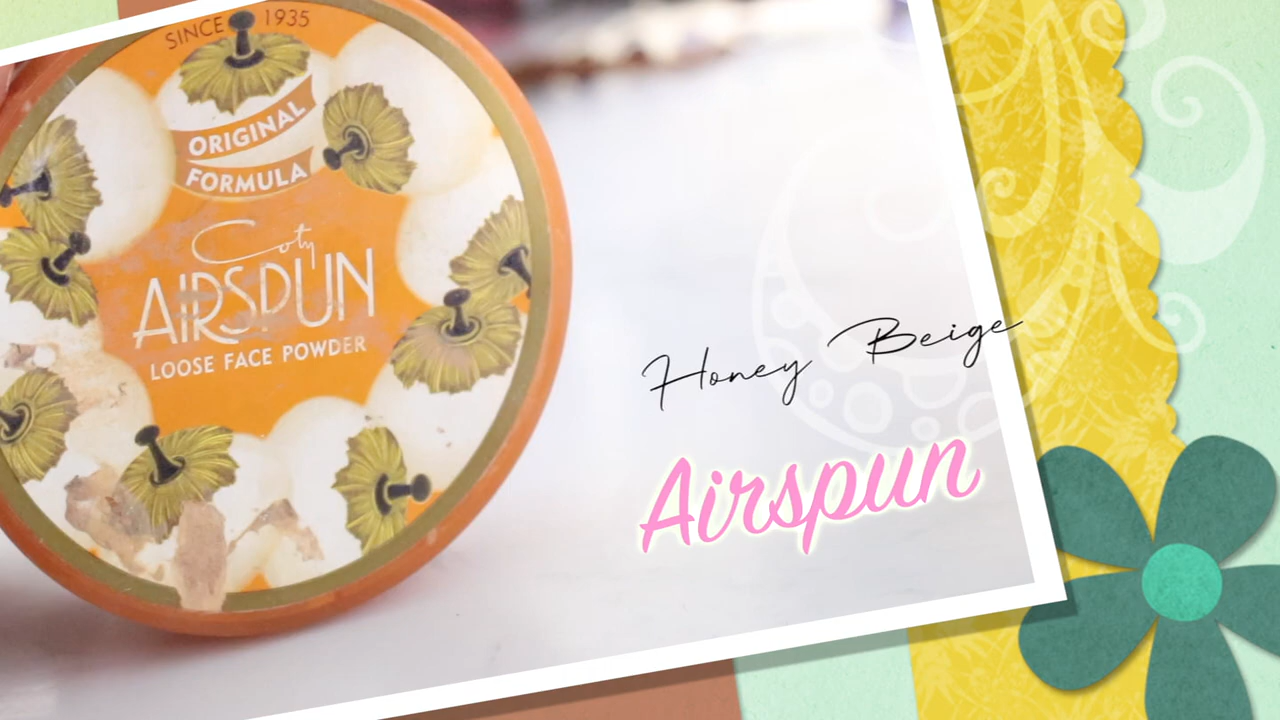 SINCE 1935
ORIGINAL
FORMULA
Coty
AIRSPUN
LOOSE FACE POWDER
Honey Beige
Airspun